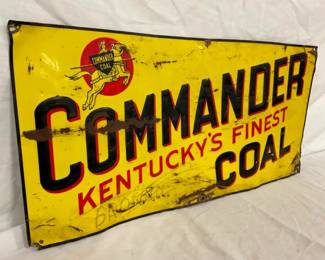 COMMANDER
COAL
COMMANDER
KENTUCKY'S FINEST
COAL